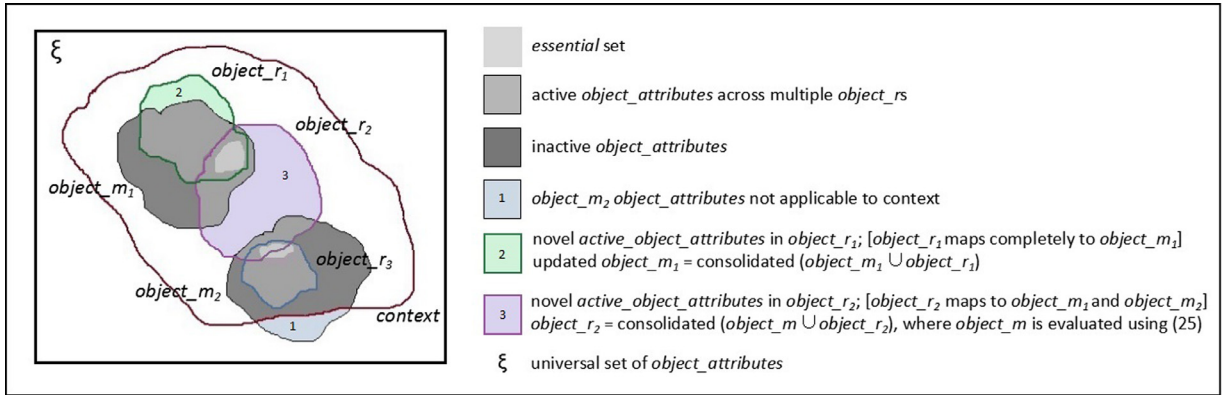 ξ
object_r₁
2
object_r₂
3
object_m₁
object_r₃
object_m₂
context
1
essential set
active object_attributes across multiple object_rs
inactive object_attributes
1 object_m₂ object_attributes not applicable to context
2 novel active_object_attributes in object_r₁; [object_r₁ maps completely to object_m₁]
updated object_m₁ = consolidated (object_m₁ ∪ object_r₁)
3 novel active_object_attributes in object_r₂; [object_r₂ maps to object_m₁ and object_m₂]
object_r₂ = consolidated (object_m ∪ object_r₂), where object_m is evaluated using (25)
ξ universal set of object_attributes